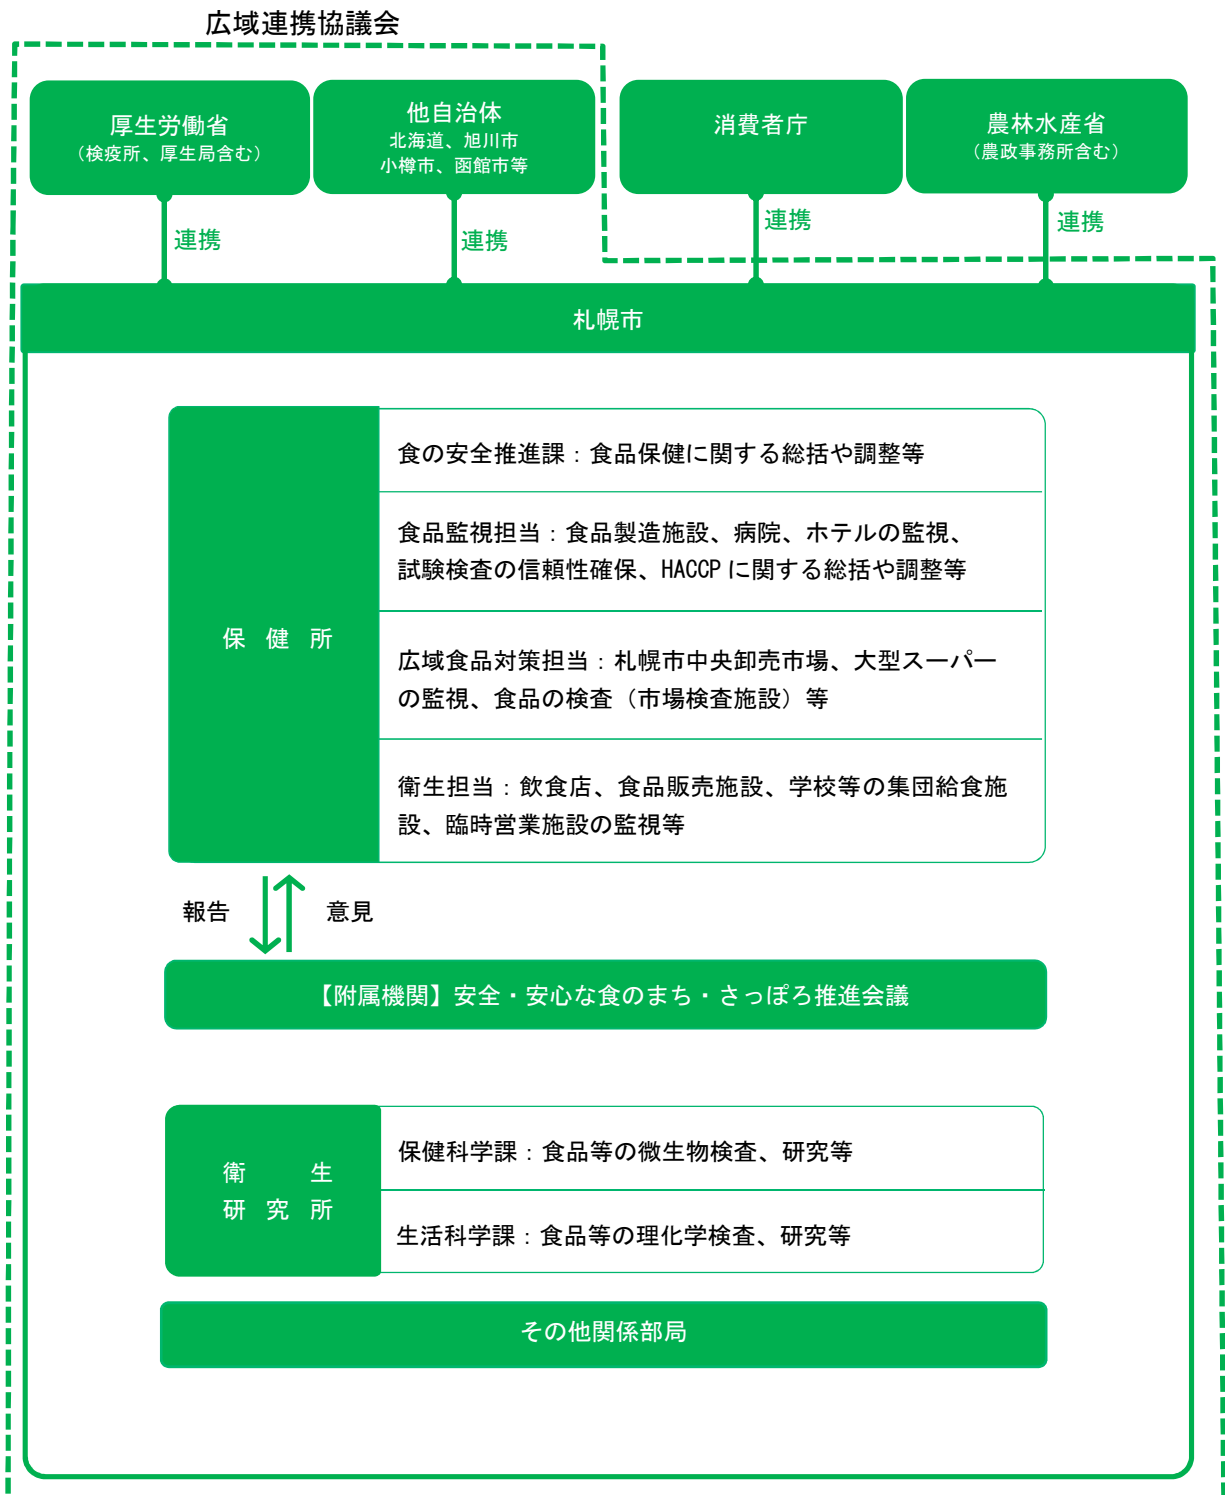 広域連携協議会
厚生労働省
（検疫所、厚生局含む）
他自治体
北海道、旭川市
小樽市、函館市等
消費者庁
農林水産省
（農政事務所含む）
連携
連携
連携
連携
札幌市
保健所
食の安全推進課：食品保健に関する総括や調整等
食品監視担当：食品製造施設、病院、ホテルの監視、
試験検査の信頼性確保、HACCPに関する総括や調整等
広域食品対策担当：札幌市中央卸売市場、大型スーパー
の監視、食品の検査（市場検査施設）等
衛生担当：飲食店、食品販売施設、学校等の集団給食施
設、臨時営業施設の監視等
報告
意見
【附属機関】安全・安心な食のまち・さっぽろ推進会議
衛生
研究所
保健科学課：食品等の微生物検査、研究等
生活科学課：食品等の理化学検査、研究等
その他関係部局